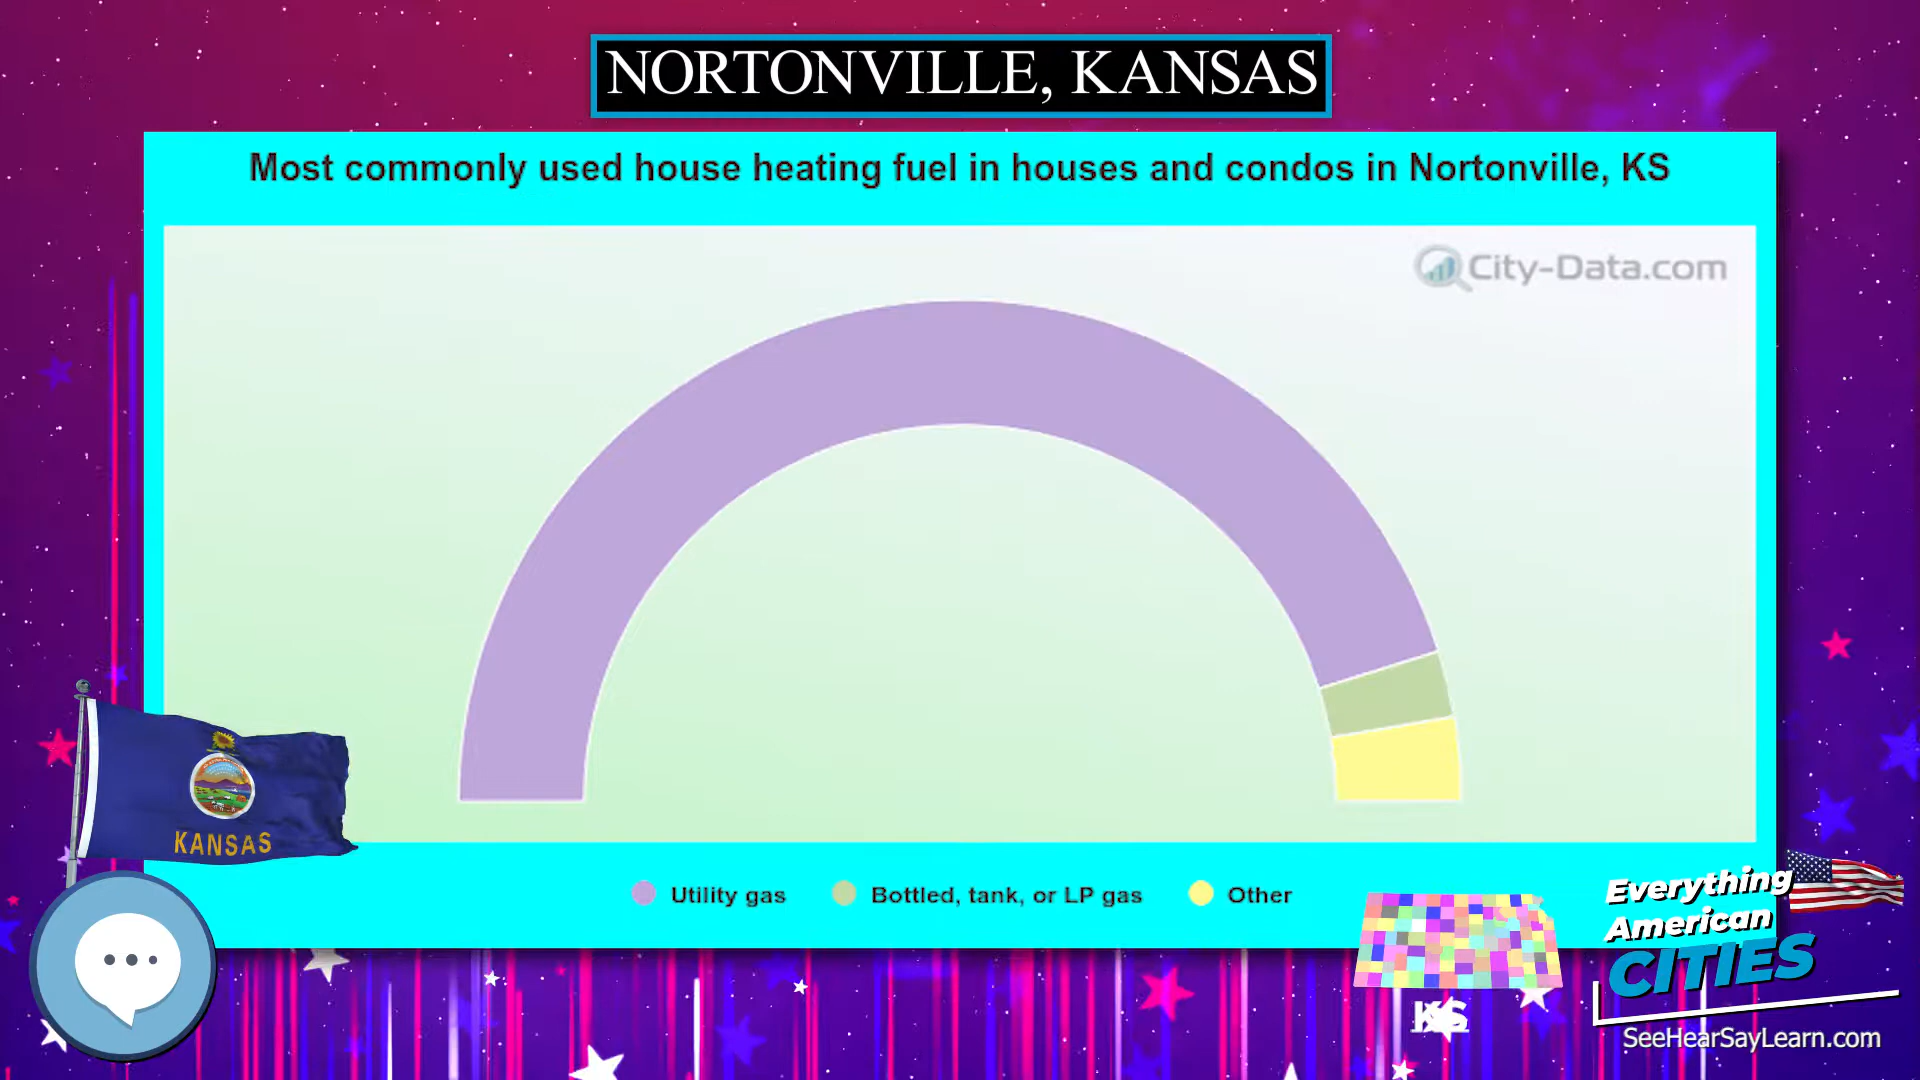 NORTONVILLE, KANSAS
Most commonly used house heating fuel in houses and condos in Nortonville, KS
City-Data.com
KANSAS
Utility gas
Bottled, tank, or LP gas
Other
Everything
American
CITIES
KS
SeeHearSayLearn.com